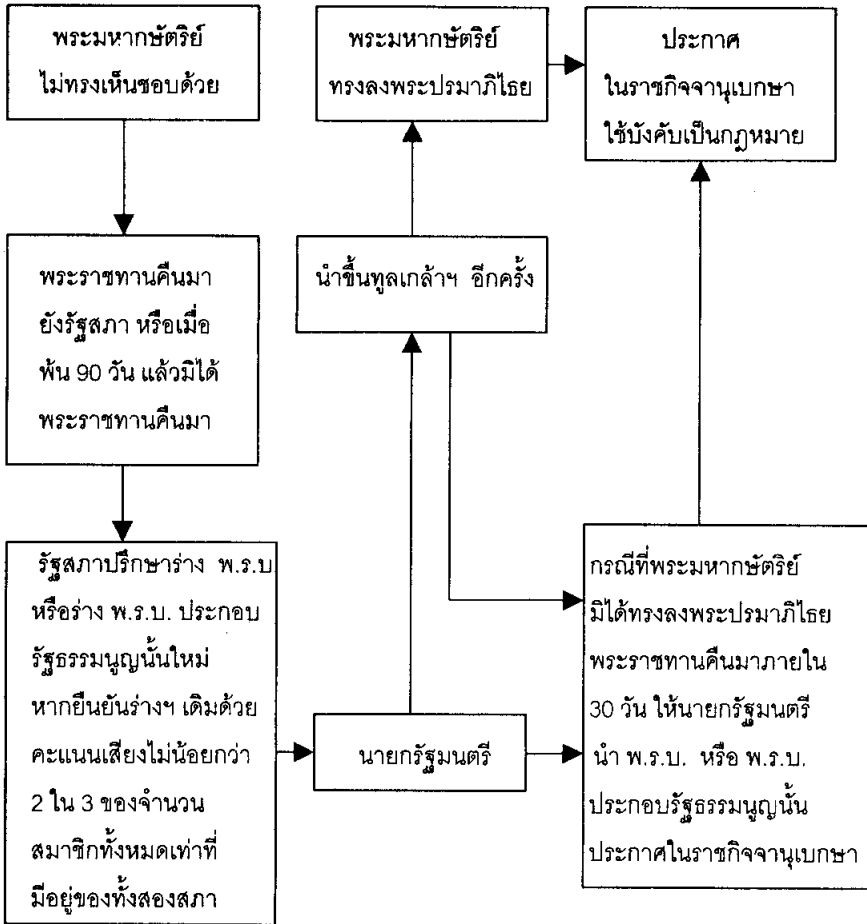 พระมหากษัตริย์
ไม่ทรงเห็นชอบด้วย
พระราชทานคืนมา
ยังรัฐสภา หรือเมื่อ
พ้น 90 วัน แล้วมิได้
พระราชทานคืนมา
รัฐสภาปรึกษาร่าง พ.ร.บ
หรือร่าง พ.ร.บ. ประกอบ
รัฐธรรมนูญนั้นใหม่
หากยืนยันร่างฯ เดิมด้วย
คะแนนเสียงไม่น้อยกว่า
2 ใน 3 ของจำนวน
สมาชิกทั้งหมดเท่าที่
มีอยู่ของทั้งสองสภา
นายกรัฐมนตรี
นำขึ้นทูลเกล้าฯ อีกครั้ง
พระมหากษัตริย์
ทรงลงพระปรมาภิไธย
ประกาศ
ในราชกิจจานุเบกษา
ใช้บังคับเป็นกฎหมาย
กรณีที่พระมหากษัตริย์
มิได้ทรงลงพระปรมาภิไธย
พระราชทานคืนมาภายใน
30 วัน ให้นายกรัฐมนตรี
นำ พ.ร.บ. หรือ พ.ร.บ.
ประกอบรัฐธรรมนูญนั้น
ประกาศในราชกิจจานุเบกษา